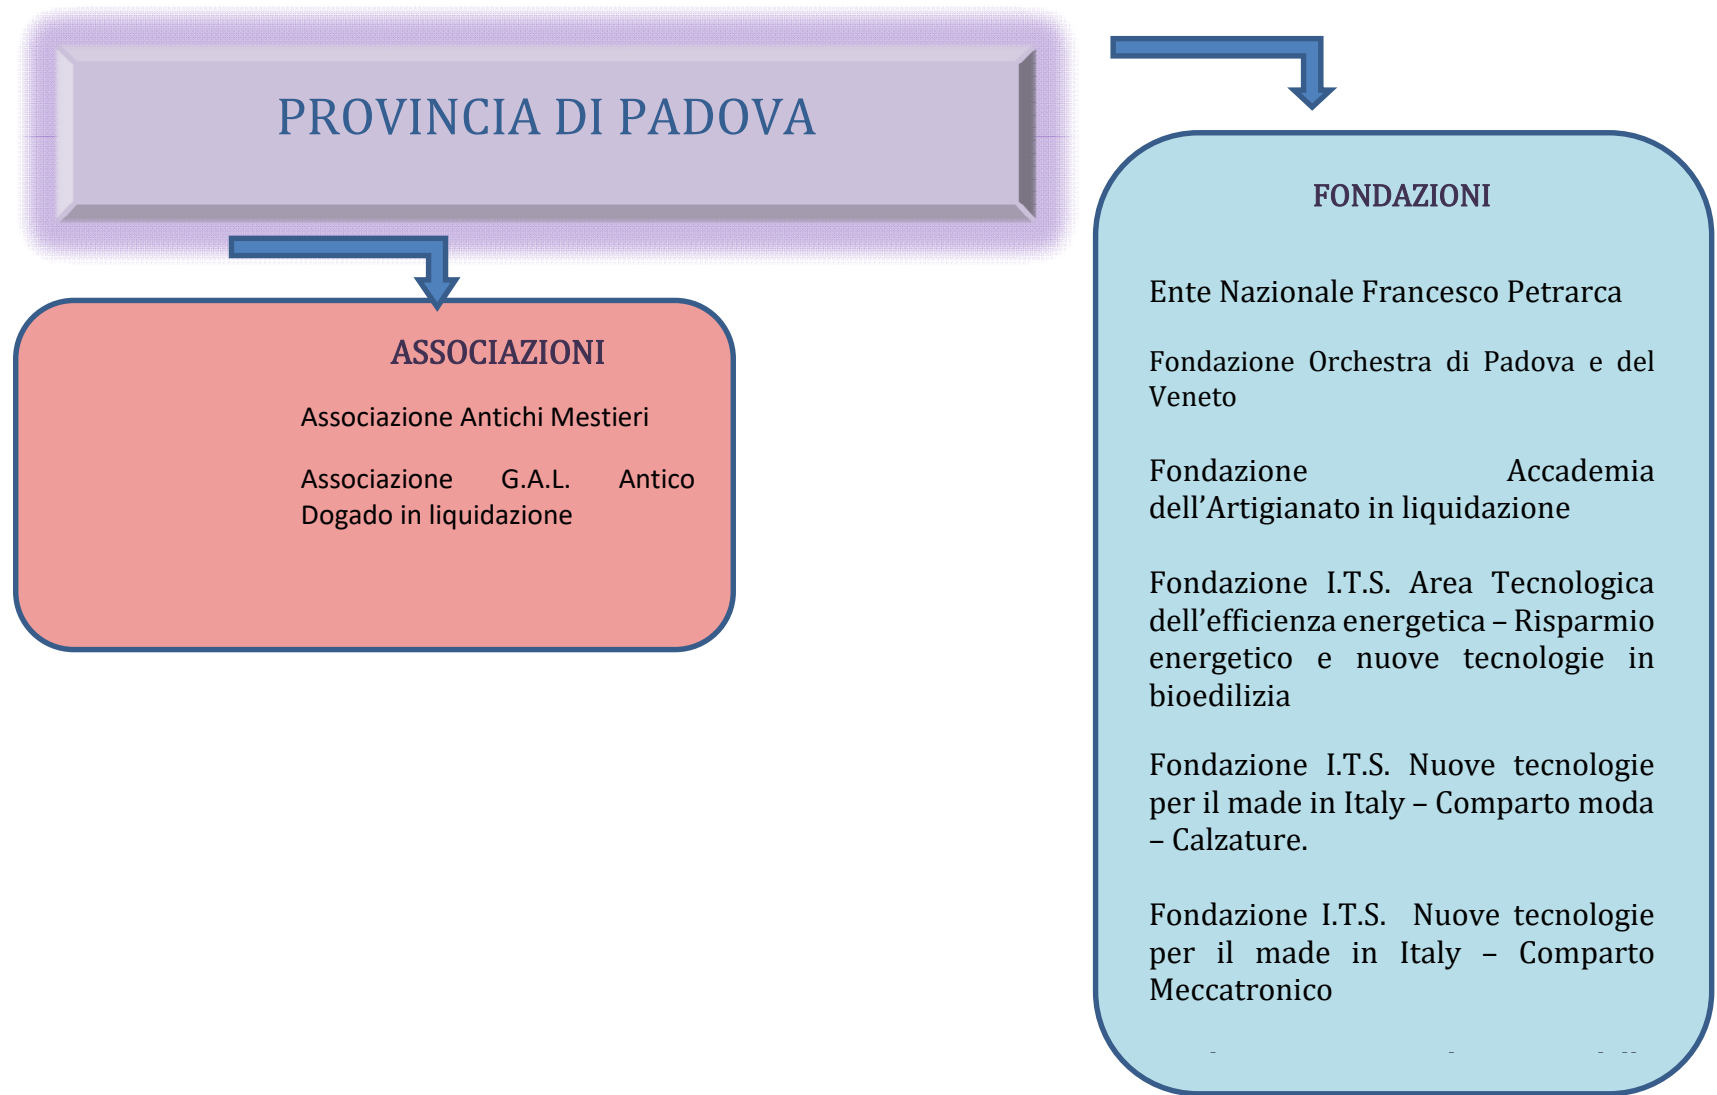 PROVINCIA DI PADOVA
ASSOCIAZIONI
Associazione Antichi Mestieri
Associazione G.A.L. Antico
Dogado in liquidazione
FONDAZIONI
Ente Nazionale Francesco Petrarca
Fondazione Orchestra di Padova e del
Veneto
Fondazione Accademia
dell’Artigianato in liquidazione
Fondazione I.T.S. Area Tecnologica
dell’efficienza energetica – Risparmio
energetico e nuove tecnologie in
bioedilizia
Fondazione I.T.S. Nuove tecnologie
per il made in Italy – Comparto moda
– Calzature.
Fondazione I.T.S. Nuove tecnologie
per il made in Italy – Comparto
Meccatronico